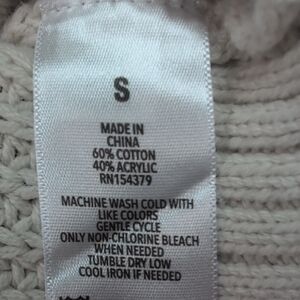 S
MADE IN
CHINA
60% COTTON
40% ACRYLIC
RN154379
MACHINE WASH COLD WITH
LIKE COLORS
GENTLE CYCLE
ONLY NON-CHLORINE BLEACH
WHEN NEEDED
TUMBLE DRY LOW
COOL IRON IF NEEDED